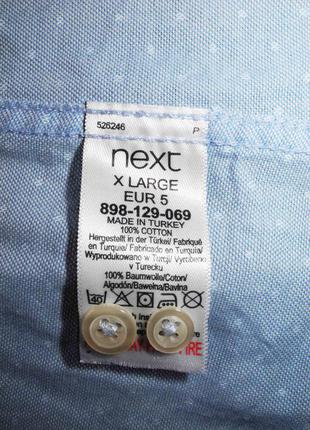 526246 P
next
X LARGE
EUR 5
898-129-069
MADE IN TURKEY
100% COTTON
Hergestellt in der Türkei/ Fabriqué
en Turquie/ Fabricado en Turquía/
Wyprodukowano w Turcji/ Vyrobeno
v Turecku
100% Baumwolle/Coton/
Algodón/Bawełna/Bavlna
40